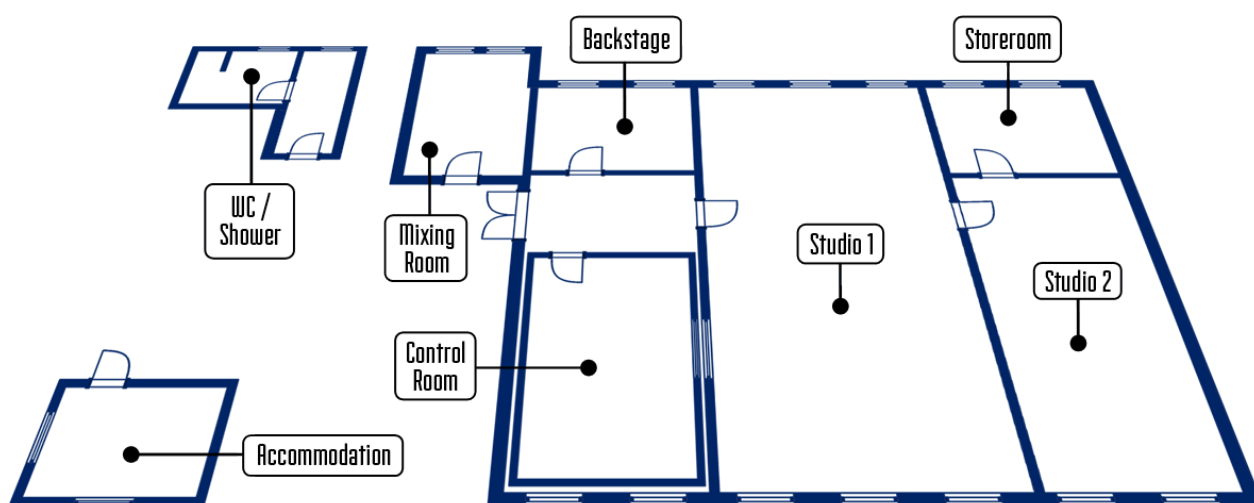 Backstage
Storeroom
WC /
Shower
Mixing
Room
Studio 1
Studio 2
Control
Room
Accommodation